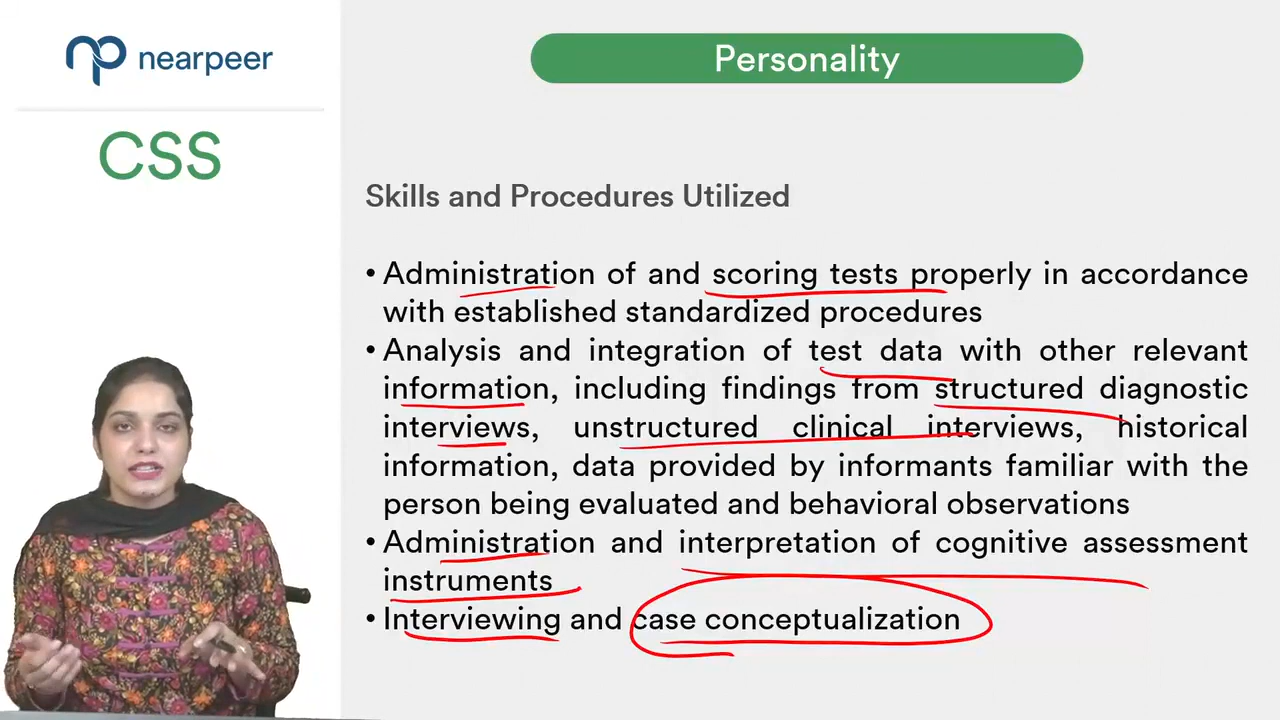 nearpeer
CSS
Personality
Skills and Procedures Utilized
• Administration of and scoring tests properly in accordance
with established standardized procedures
• Analysis and integration of test data with other relevant
information, including findings from structured diagnostic
interviews, unstructured clinical interviews, historical
information, data provided by informants familiar with the
person being evaluated and behavioral observations
• Administration and interpretation of cognitive assessment
instruments
• Interviewing and case conceptualization